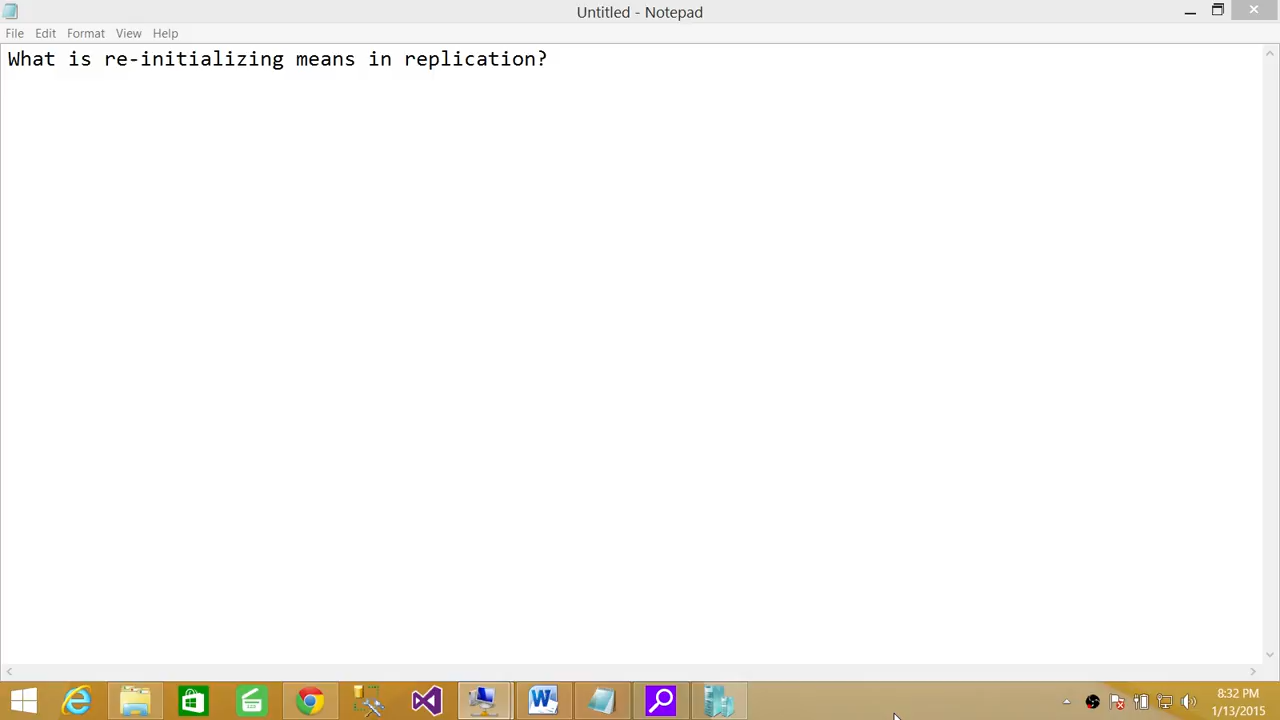 Untitled - Notepad
File Edit Format View Help
What is re-initializing means in replication?
8:32 PM
1/13/2015